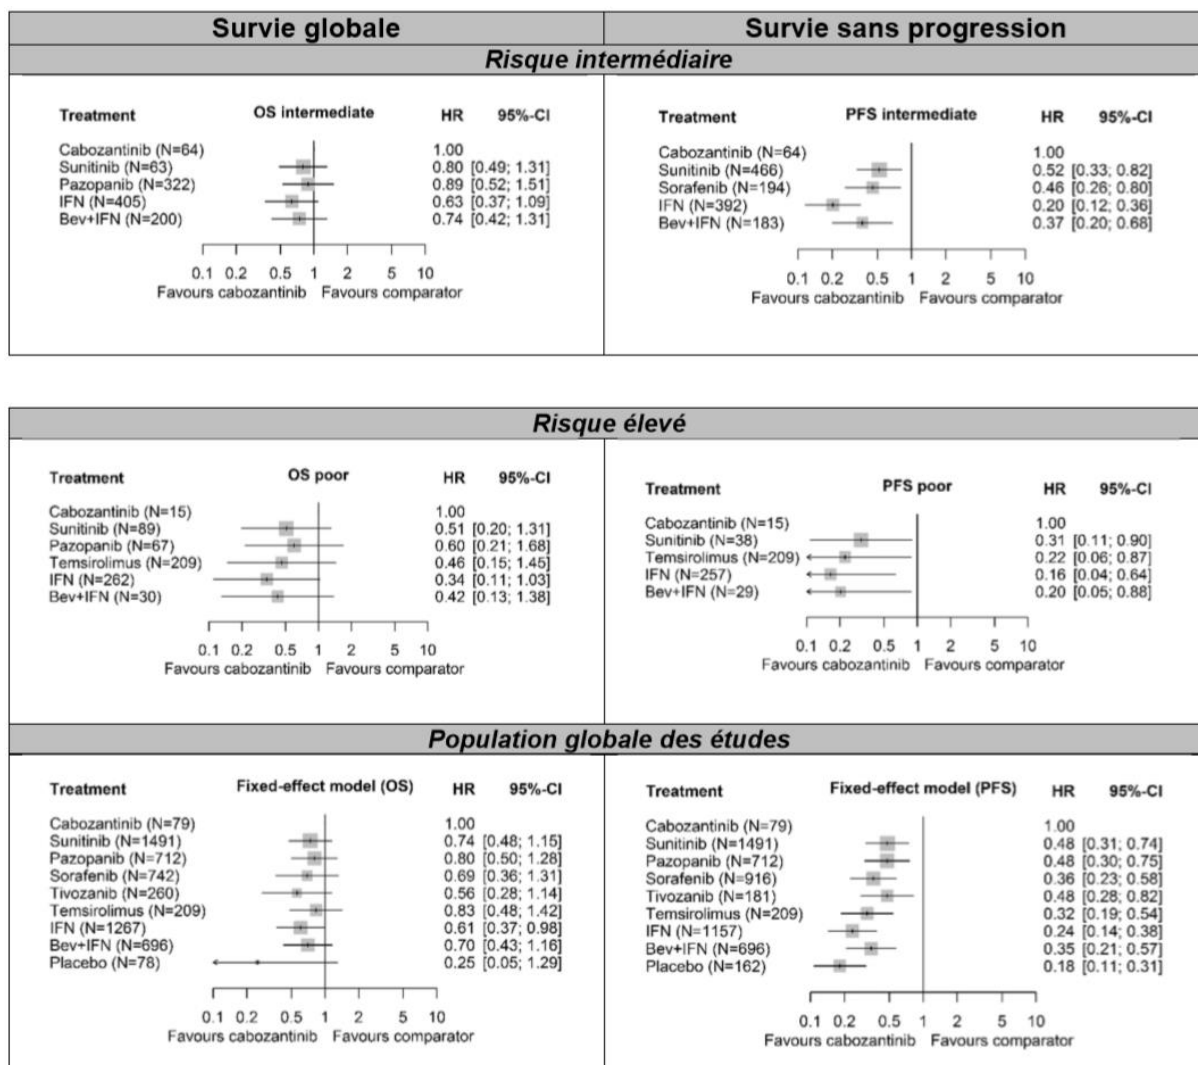 Survie globale
Survie sans progression
Risque intermédiaire
Treatment OS intermediate HR 95%-CI
Cabozantinib (N=64) 1.00
Sunitinib (N=63) 0.80 [0.49; 1.31]
Pazopanib (N=322) 0.89 [0.52; 1.51]
IFN (N=405) 0.63 [0.37; 1.09]
Bev+IFN (N=200) 0.74 [0.42; 1.31]
0.1 0.2 0.5 1 2 5 10
Favours cabozantinib Favours comparator
Treatment PFS intermediate HR 95%-CI
Cabozantinib (N=64) 1.00
Sunitinib (N=466) 0.52 [0.33; 0.82]
Sorafenib (N=194) 0.46 [0.26; 0.80]
IFN (N=392) 0.20 [0.12; 0.36]
Bev+IFN (N=183) 0.37 [0.20; 0.68]
0.1 0.2 0.5 1 2 5 10
Favours cabozantinib Favours comparator
Risque élevé
Treatment OS poor HR 95%-CI
Cabozantinib (N=15) 1.00
Sunitinib (N=89) 0.51 [0.20; 1.31]
Pazopanib (N=67) 0.60 [0.21; 1.68]
Temsirolimus (N=209) 0.46 [0.15; 1.45]
IFN (N=262) 0.34 [0.11; 1.03]
Bev+IFN (N=30) 0.42 [0.13; 1.38]
0.1 0.2 0.5 1 2 5 10
Favours cabozantinib Favours comparator
Treatment PFS poor HR 95%-CI
Cabozantinib (N=15) 1.00
Sunitinib (N=38) 0.31 [0.11; 0.90]
Temsirolimus (N=209) 0.22 [0.06; 0.87]
IFN (N=257) 0.16 [0.04; 0.64]
Bev+IFN (N=29) 0.20 [0.05; 0.88]
0.1 0.2 0.5 1 2 5 10
Favours cabozantinib Favours comparator
Population globale des études
Treatment Fixed-effect model (OS) HR 95%-CI
Cabozantinib (N=79) 1.00
Sunitinib (N=1491) 0.74 [0.48; 1.15]
Pazopanib (N=712) 0.80 [0.50; 1.28]
Sorafenib (N=742) 0.69 [0.36; 1.31]
Tivozanib (N=260) 0.56 [0.28; 1.14]
Temsirolimus (N=209) 0.83 [0.48; 1.42]
IFN (N=1267) 0.61 [0.37; 0.98]
Bev+IFN (N=696) 0.70 [0.43; 1.16]
Placebo (N=78) 0.25 [0.05; 1.29]
0.1 0.2 0.5 1 2 5 10
Favours cabozantinib Favours comparator
Treatment Fixed-effect model (PFS) HR 95%-CI
Cabozantinib (N=79) 1.00
Sunitinib (N=1491) 0.48 [0.31; 0.74]
Pazopanib (N=712) 0.48 [0.30; 0.75]
Sorafenib (N=916) 0.36 [0.23; 0.58]
Tivozanib (N=181) 0.48 [0.28; 0.82]
Temsirolimus (N=209) 0.32 [0.19; 0.54]
IFN (N=1157) 0.24 [0.14; 0.38]
Bev+IFN (N=696) 0.35 [0.21; 0.57]
Placebo (N=162) 0.18 [0.11; 0.31]
0.1 0.2 0.5 1 2 5 10
Favours cabozantinib Favours comparator